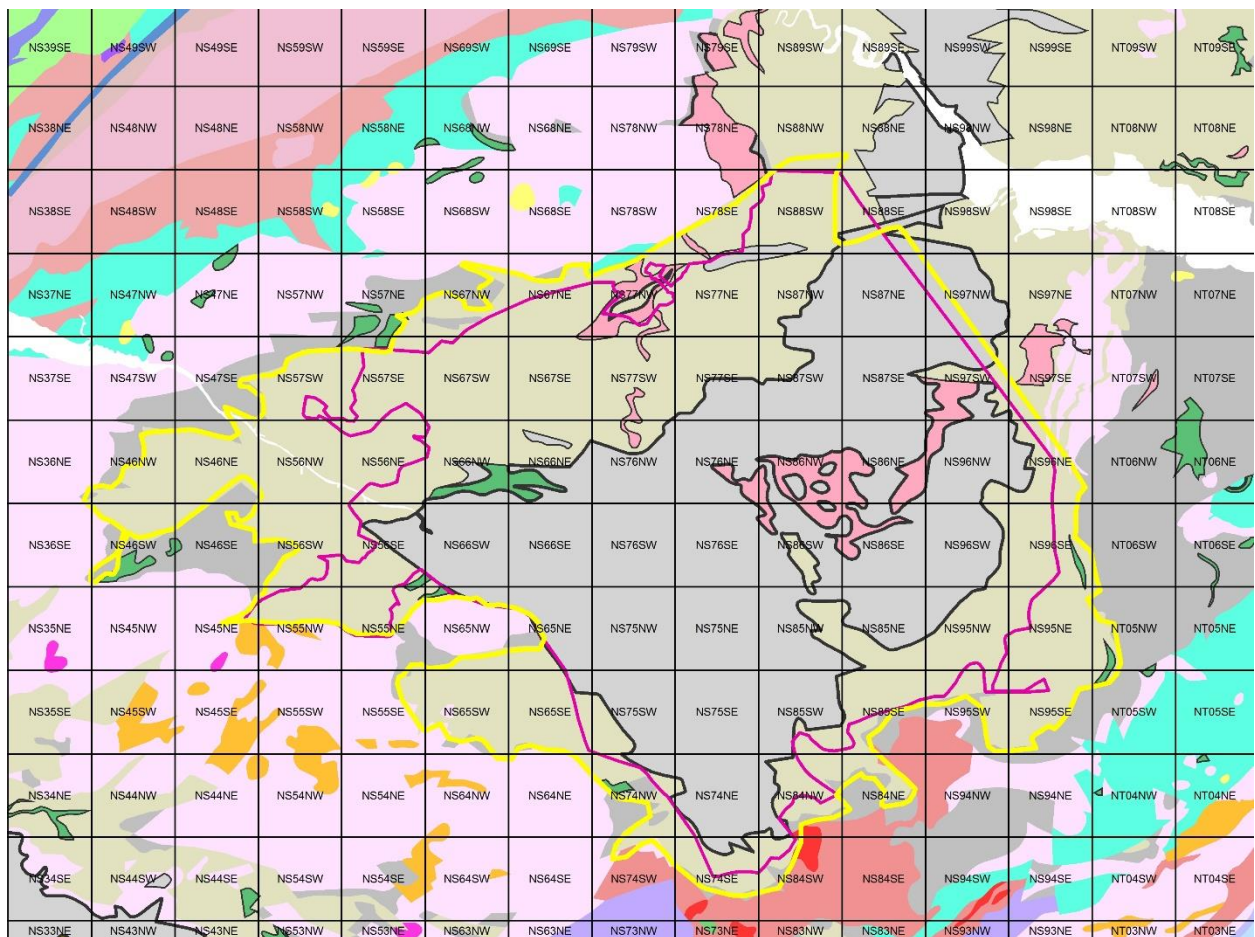 NS39SE NS49SW NS49SE NS59SW NS59SE NS69SW NS69SE NS79SW NS79SE NS89SW NS89SE NS99SW NS99SE NT09SW NT09SE
NS38NE NS48NW NS48NE NS58NW NS58NE NS68NW NS68NE NS78NW NS78NE NS88NW NS88NE NS98NW NS98NE NT08NW NT08NE
NS38SE NS48SW NS48SE NS58SW NS58SE NS68SW NS68SE NS78SW NS78SE NS88SW NS88SE NS98SW NS98SE NT08SW NT08SE
NS37NE NS47NW NS47NE NS57NW NS57NE NS67NW NS67NE NS77NW NS77NE NS87NW NS87NE NS97NW NS97NE NT07NW NT07NE
NS37SE NS47SW NS47SE NS57SW NS57SE NS67SW NS67SE NS77SW NS77SE NS87SW NS87SE NS97SW NS97SE NT07SW NT07SE
NS36NE NS46NW NS46NE NS56NW NS56NE NS66NW NS66NE NS76NW NS76NE NS86NW NS86NE NS96NW NS96NE NT06NW NT06NE
NS36SE NS46SW NS46SE NS56SW NS56SE NS66SW NS66SE NS76SW NS76SE NS86SW NS86SE NS96SW NS96SE NT06SW NT06SE
NS35NE NS45NW NS45NE NS55NW NS55NE NS65NW NS65NE NS75NW NS75NE NS85NW NS85NE NS95NW NS95NE NT05NW NT05NE
NS35SE NS45SW NS45SE NS55SW NS55SE NS65SW NS65SE NS75SW NS75SE NS85SW NS85SE NS95SW NS95SE NT05SW NT05SE
NS34NE NS44NW NS44NE NS54NW NS54NE NS64NW NS64NE NS74NW NS74NE NS84NW NS84NE NS94NW NS94NE NT04NW NT04NE
NS34SE NS44SW NS44SE NS54SW NS54SE NS64SW NS64SE NS74SW NS74SE NS84SW NS84SE NS94SW NS94SE NT04SW NT04SE
NS33NE NS43NW NS43NE NS53NW NS53NE NS63NW NS63NE NS73NW NS73NE NS83NW NS83NE NS93NW NS93NE NT03NW NT03NE